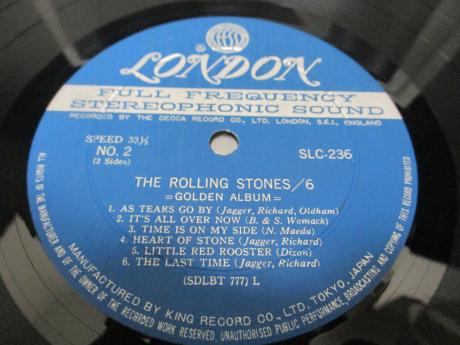 LONDON
®
FULL FREQUENCY
STEREOPHONIC SOUND
RECORDED BY THE DECCA RECORD CO., LTD. LONDON, S.E.I., ENGLAND
SPEED 33⅓
NO. 2
(2 Sides)
SLC-236
THE ROLLING STONES/6
=GOLDEN ALBUM=
1. AS TEARS GO BY (Jagger, Richard, Oldham)
2. IT'S ALL OVER NOW (B. & S. Womack)
3. TIME IS ON MY SIDE (N. Maeda)
4. HEART OF STONE (Jagger, Richard)
5. LITTLE RED ROOSTER (Dizon)
6. THE LAST TIME (Jagger, Richard)
(SDLBT 777) L
MANUFACTURED BY KING RECORD CO., LTD. TOKYO, JAPAN
ALL RIGHTS OF THE MANUFACTURER AND OF THE OWNER OF THE RECORDED WORK RESERVED, UNAUTHORISED PUBLIC PERFORMANCE, BROADCASTING AND COPYING OF THIS RECORD PROHIBITED